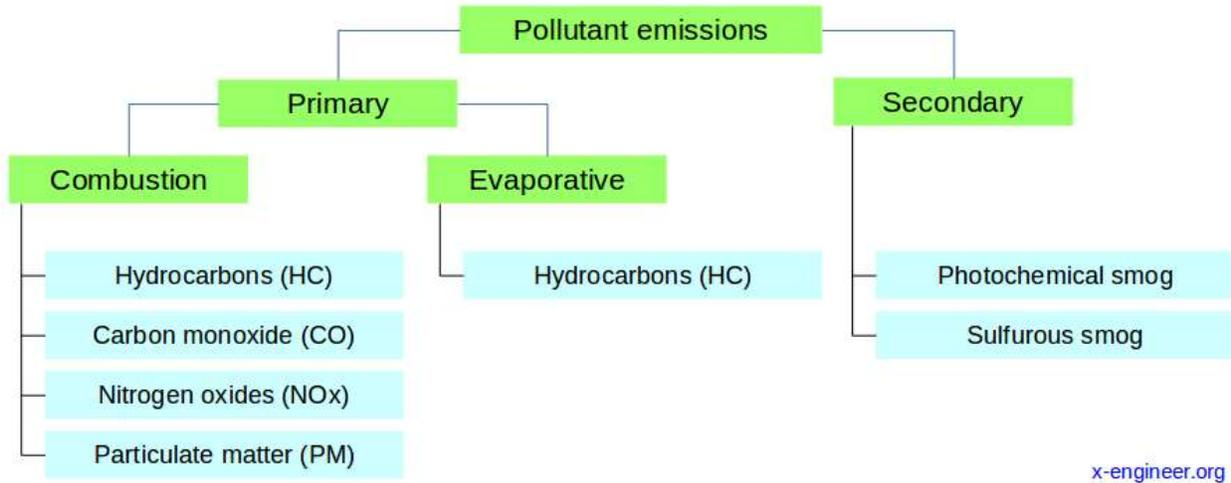 Pollutant emissions
Primary
Secondary
Combustion
Evaporative
Hydrocarbons (HC)
Hydrocarbons (HC)
Photochemical smog
Carbon monoxide (CO)
Sulfurous smog
Nitrogen oxides (NOx)
Particulate matter (PM)
x-engineer.org